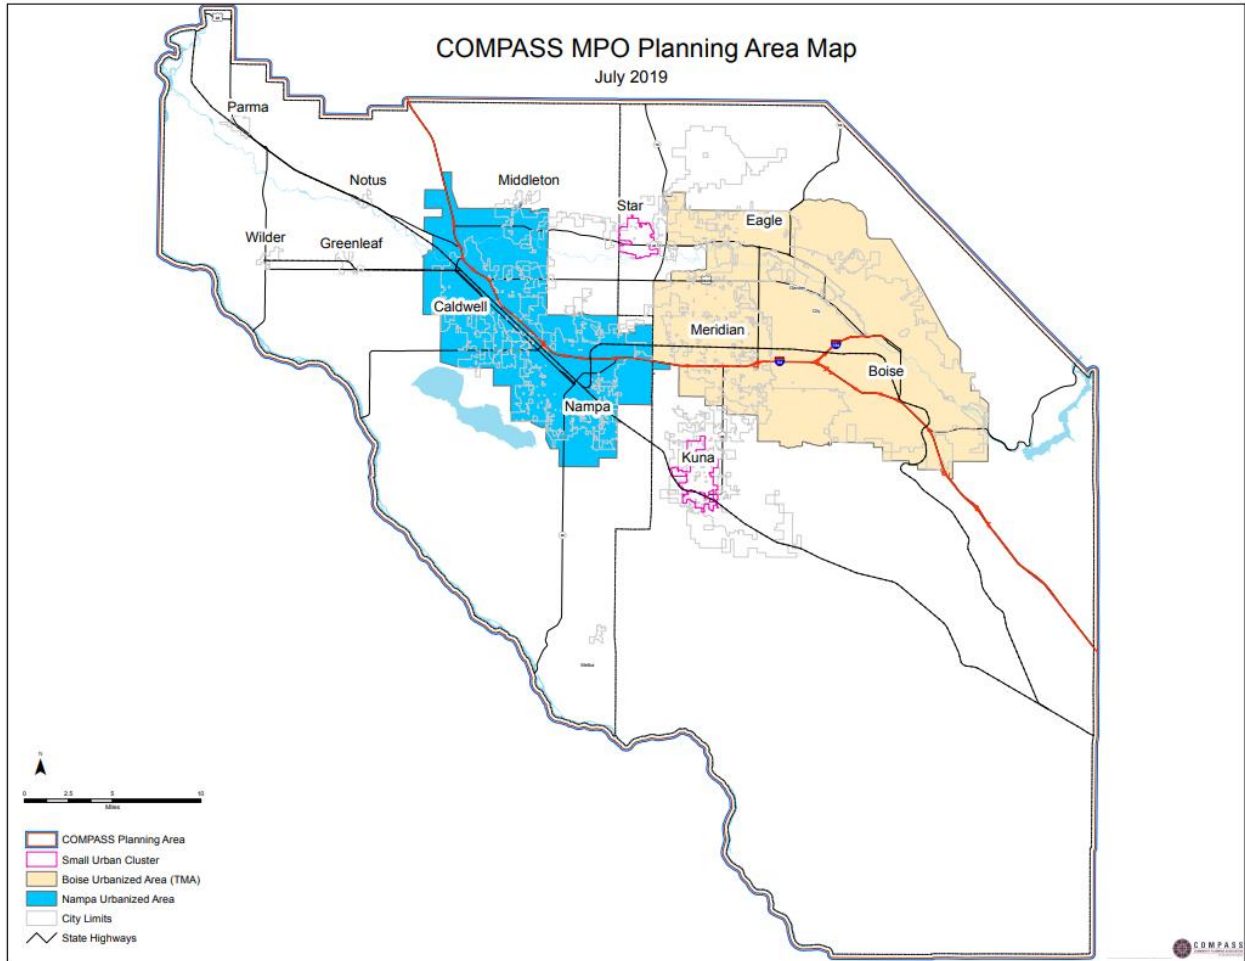 COMPASS MPO Planning Area Map
July 2019
Parma
Notus
Middleton
Star
Eagle
Wilder
Greenleaf
Caldwell
Meridian
Boise
Nampa
Kuna
Melba
N
0 2.5 5 10
Miles
COMPASS Planning Area
Small Urban Cluster
Boise Urbanized Area (TMA)
Nampa Urbanized Area
City Limits
State Highways
COMPASS